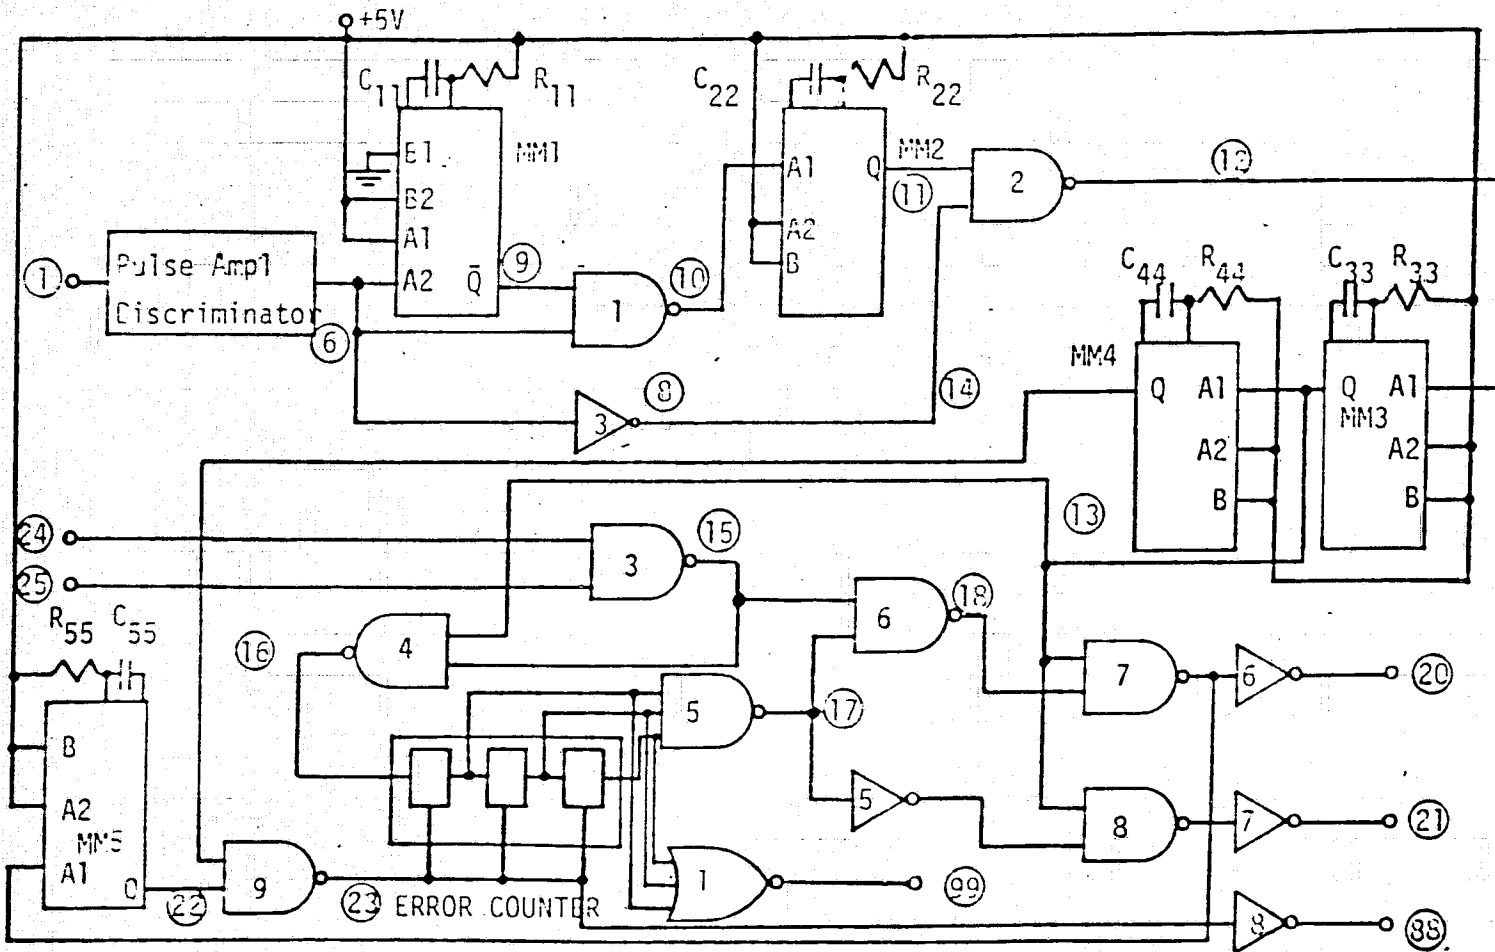 +5V
C11
R11
C22
R22
E1
MM1
B2
A1
A2
Q̄
Pulse Ampl
Discriminator
1
6
9
1
10
8
3
A1
A2
B
Q
MM2
11
2
14
C44
R44
C33
R33
MM4
Q
A1
A2
B
Q
A1
MM3
A2
B
13
24
25
3
15
16
4
6
18
7
6
20
5
17
5
8
7
21
R55
C55
B
A2
MM5
A1
22
9
23
ERROR COUNTER
1
99
8
88